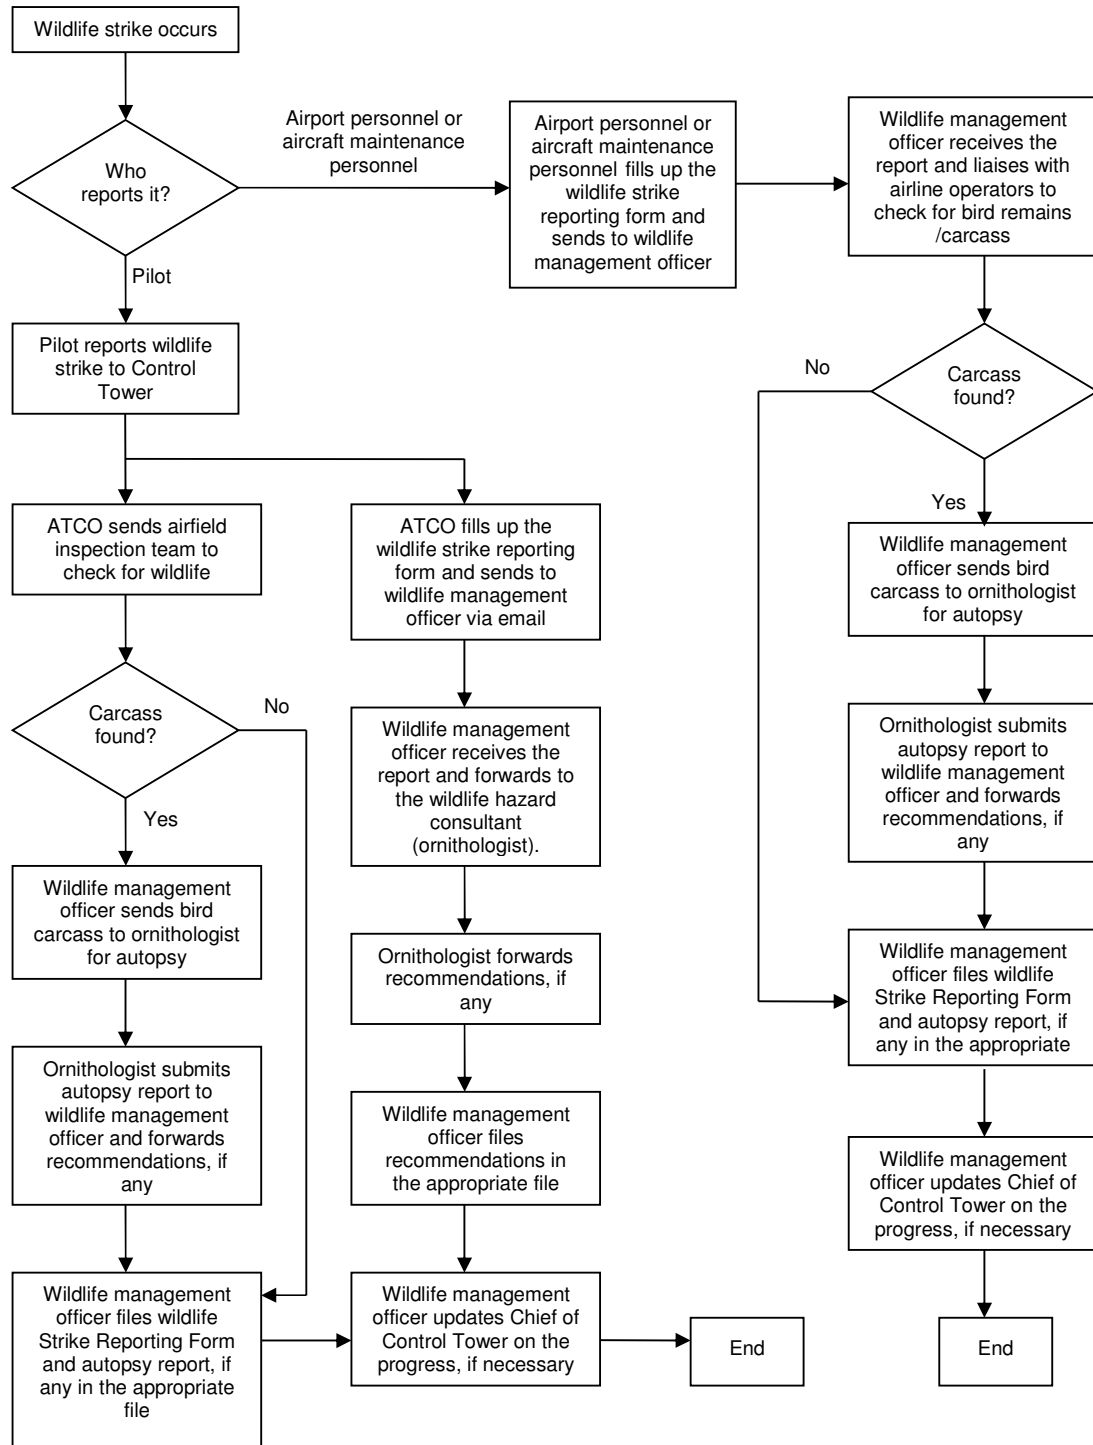 Wildlife strike occurs
Who
reports it?
Airport personnel or
aircraft maintenance
personnel
Airport personnel or
aircraft maintenance
personnel fills up the
wildlife strike
reporting form and
sends to wildlife
management officer
Wildlife management
officer receives the
report and liaises with
airline operators to
check for bird remains
/carcass
Pilot
Pilot reports wildlife
strike to Control
Tower
No
Carcass
found?
Yes
ATCO sends airfield
inspection team to
check for wildlife
ATCO fills up the
wildlife strike reporting
form and sends to
wildlife management
officer via email
Wildlife management
officer sends bird
carcass to ornithologist
for autopsy
Carcass
found?
No
Yes
Wildlife management
officer receives the
report and forwards to
the wildlife hazard
consultant
(ornithologist).
Ornithologist submits
autopsy report to
wildlife management
officer and forwards
recommendations, if
any
Wildlife management
officer sends bird
carcass to ornithologist
for autopsy
Ornithologist forwards
recommendations, if
any
Wildlife management
officer files wildlife
Strike Reporting Form
and autopsy report, if
any in the appropriate
Ornithologist submits
autopsy report to
wildlife management
officer and forwards
recommendations, if
any
Wildlife management
officer files
recommendations in
the appropriate file
Wildlife management
officer updates Chief of
Control Tower on the
progress, if necessary
Wildlife management
officer files wildlife
Strike Reporting Form
and autopsy report, if
any in the appropriate
file
Wildlife management
officer updates Chief of
Control Tower on the
progress, if necessary
End
End